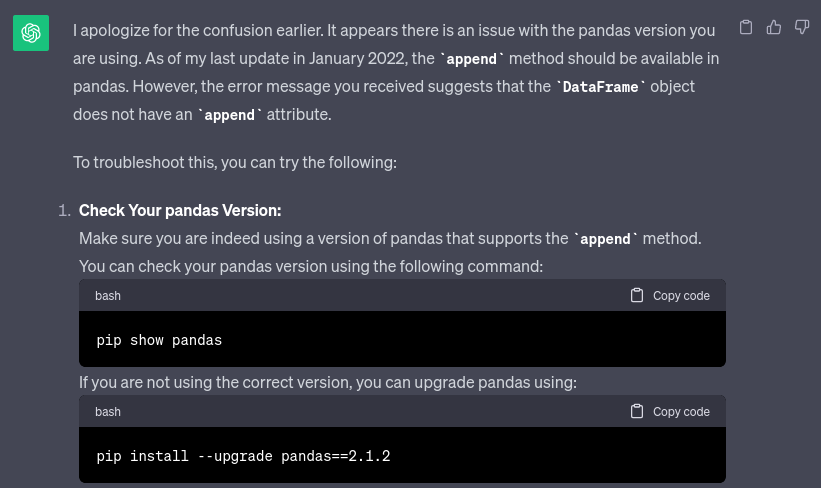 I apologize for the confusion earlier. It appears there is an issue with the pandas version you
are using. As of my last update in January 2022, the `append` method should be available in
pandas. However, the error message you received suggests that the `DataFrame` object
does not have an `append` attribute.
To troubleshoot this, you can try the following:
1. Check Your pandas Version:
Make sure you are indeed using a version of pandas that supports the `append` method.
You can check your pandas version using the following command:
bash Copy code
pip show pandas
If you are not using the correct version, you can upgrade pandas using:
bash Copy code
pip install --upgrade pandas==2.1.2